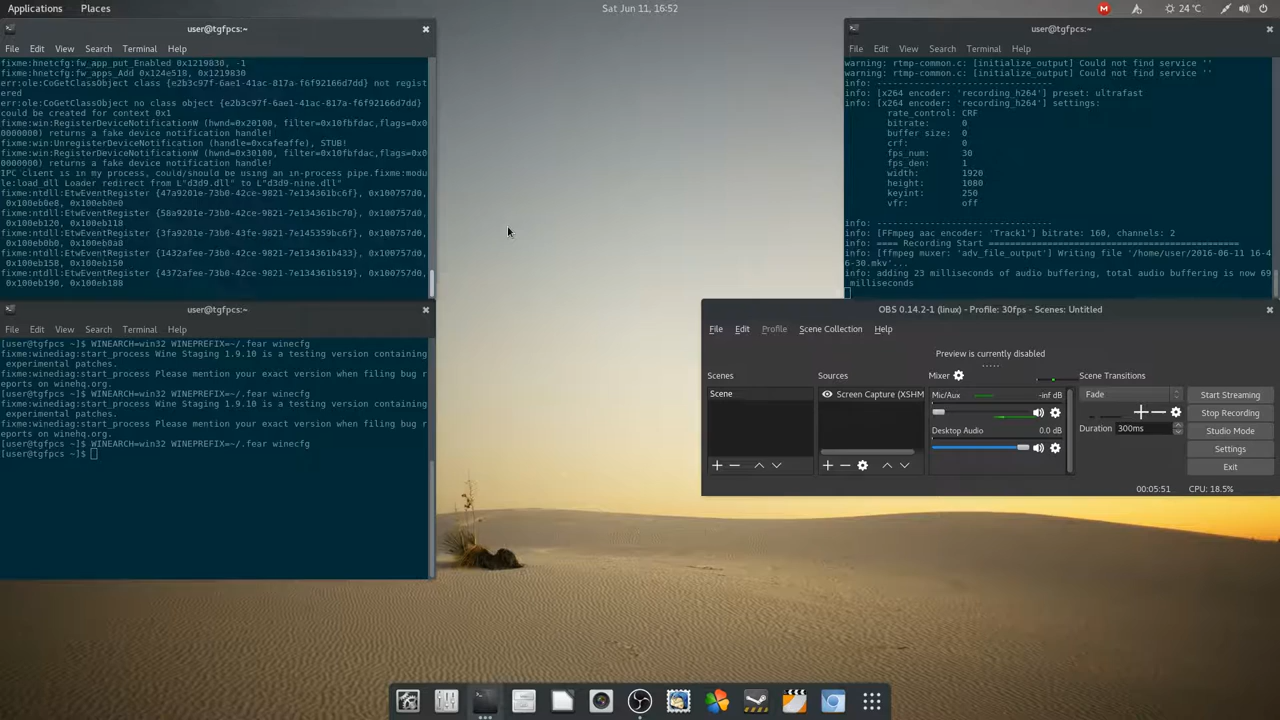 Applications Places
Sat Jun 11, 16:52
24 °C
user@tgfpcs:~
File Edit View Search Terminal Help
fixme:hnetcfg:fw_app_put_Enabled 0x1219830, -1
fixme:hnetcfg:fw_apps_Add 0x124e518, 0x1219830
err:ole:CoGetClassObject class {e2b3c97f-6ae1-41ac-817a-f6f92166d7dd} not regist
ered
err:ole:CoGetClassObject no class object {e2b3c97f-6ae1-41ac-817a-f6f92166d7dd}
could be created for context 0x1
fixme:win:RegisterDeviceNotificationW (hwnd=0x20100, filter=0x10fbfdac,flags=0x0
0000000) returns a fake device notification handle!
fixme:win:UnregisterDeviceNotification (handle=0xcafeaffe), STUB!
fixme:win:RegisterDeviceNotificationW (hwnd=0x30100, filter=0x10fbfdac,flags=0x0
0000000) returns a fake device notification handle!
IPC client is in my process, could/should be using an in-process pipe.fixme:modu
le:load_dll Loader redirect from L"d3d9.dll" to L"d3d9-nine.dll"
fixme:ntdll:EtwEventRegister {47a9201e-73b0-42ce-9821-7e134361bc6f}, 0x100757d0,
0x100eb0e8, 0x100eb0e0
fixme:ntdll:EtwEventRegister {58a9201e-73b0-42ce-9821-7e134361bc70}, 0x100757d0,
0x100eb120, 0x100eb118
fixme:ntdll:EtwEventRegister {3fa9201e-73b0-43fe-9821-7e145359bc6f}, 0x100757d0,
0x100eb0b0, 0x100eb0a8
fixme:ntdll:EtwEventRegister {1432afee-73b0-42ce-9821-7e134361b433}, 0x100757d0,
0x100eb158, 0x100eb150
fixme:ntdll:EtwEventRegister {4372afee-73b0-42ce-9821-7e134361b519}, 0x100757d0,
0x100eb190, 0x100eb188
user@tgfpcs:~
File Edit View Search Terminal Help
[user@tgfpcs ~]$ WINEARCH=win32 WINEPREFIX=~/.fear winecfg
fixme:winediag:start_process Wine Staging 1.9.10 is a testing version containing
experimental patches.
fixme:winediag:start_process Please mention your exact version when filing bug r
eports on winehq.org.
[user@tgfpcs ~]$ WINEARCH=win32 WINEPREFIX=~/.fear winecfg
fixme:winediag:start_process Wine Staging 1.9.10 is a testing version containing
experimental patches.
fixme:winediag:start_process Please mention your exact version when filing bug r
eports on winehq.org.
[user@tgfpcs ~]$ WINEARCH=win32 WINEPREFIX=~/.fear winecfg
[user@tgfpcs ~]$
user@tgfpcs:~
File Edit View Search Terminal Help
warning: rtmp-common.c: [initialize_output] Could not find service ''
warning: rtmp-common.c: [initialize_output] Could not find service ''
info: ---------------------------------
info: [x264 encoder: 'recording_h264'] preset: ultrafast
info: [x264 encoder: 'recording_h264'] settings:
rate_control: CRF
bitrate: 0
buffer size: 0
crf: 0
fps_num: 30
fps_den: 1
width: 1920
height: 1080
keyint: 250
vfr: off
info: ---------------------------------
info: [FFmpeg aac encoder: 'Track1'] bitrate: 160, channels: 2
info: ==== Recording Start ===============================================
info: [ffmpeg muxer: 'adv_file_output'] Writing file '/home/user/2016-06-11 16-4
6-30.mkv'...
info: adding 23 milliseconds of audio buffering, total audio buffering is now 69
milliseconds
OBS 0.14.2-1 (linux) - Profile: 30fps - Scenes: Untitled
File Edit Profile Scene Collection Help
Preview is currently disabled
Scenes Sources Mixer Scene Transitions
Scene
Screen Capture (XSHM
Mic/Aux -inf dB
Desktop Audio 0.0 dB
Fade
Duration 300ms
Start Streaming
Stop Recording
Studio Mode
Settings
Exit
00:05:51 CPU: 18.5%